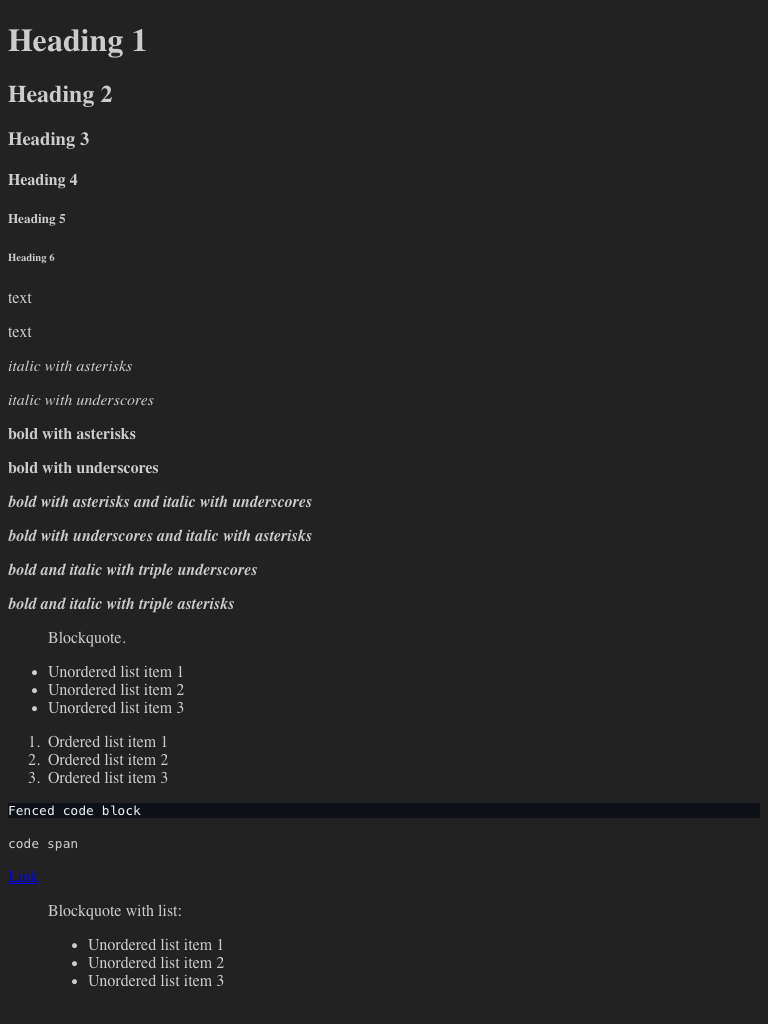 Heading 1
Heading 2
Heading 3
Heading 4
Heading 5
Heading 6
text
text
italic with asterisks
italic with underscores
bold with asterisks
bold with underscores
bold with asterisks and italic with underscores
bold with underscores and italic with asterisks
bold and italic with triple underscores
bold and italic with triple asterisks
Blockquote.
• Unordered list item 1
• Unordered list item 2
• Unordered list item 3
1. Ordered list item 1
2. Ordered list item 2
3. Ordered list item 3
Fenced code block
code span
Link
Blockquote with list:
• Unordered list item 1
• Unordered list item 2
• Unordered list item 3